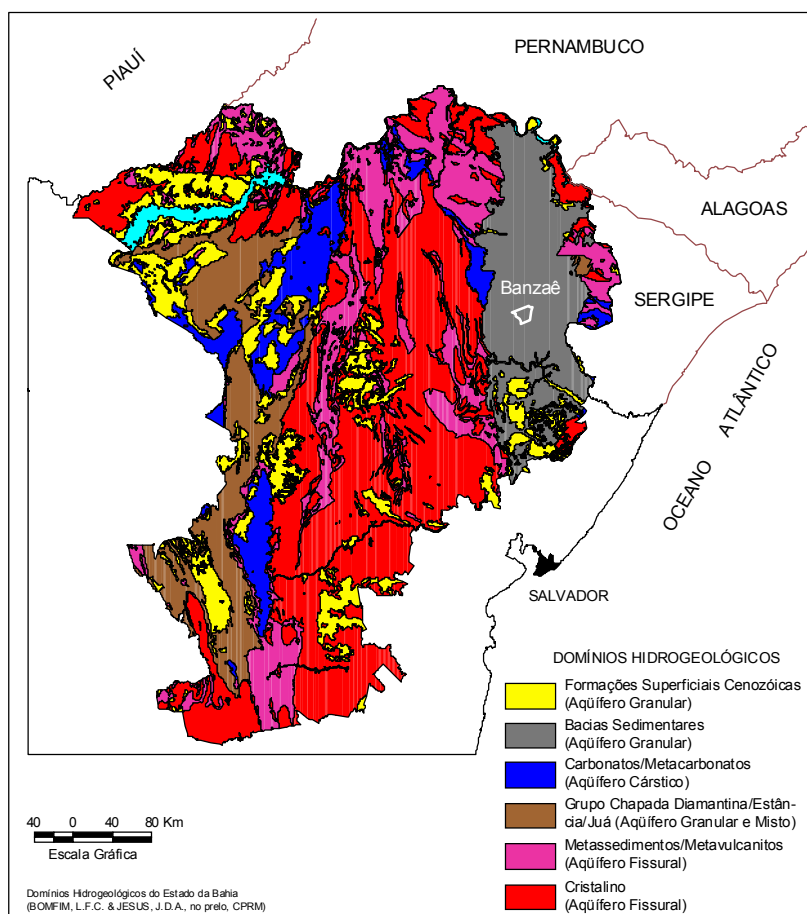 PIAUÍ
PERNAMBUCO
ALAGOAS
SERGIPE
Banzaê
OCEANO ATLÂNTICO
SALVADOR
DOMÍNIOS HIDROGEOLÓGICOS
Formações Superficiais Cenozóicas
(Aqüífero Granular)
Bacias Sedimentares
(Aqüífero Granular)
Carbonatos/Metacarbonatos
(Aqüífero Cárstico)
Grupo Chapada Diamantina/Estân-
cia/Juá (Aqüífero Granular e Misto)
Metassedimentos/Metavulcanitos
(Aqüífero Fissural)
Cristalino
(Aqüífero Fissural)
40 0 40 80 Km
Escala Gráfica
Domínios Hidrogeológicos do Estado da Bahia
(BOMFIM, L.F.C. & JESUS, J.D.A., no prelo, CPRM)